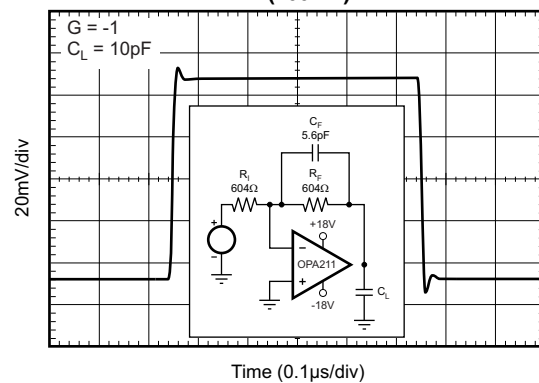 G = -1
C_L = 10pF
20mV/div
C_F
5.6pF
R_I
604Ω
R_F
604Ω
+18V
OPA211
-18V
C_L
Time (0.1μs/div)